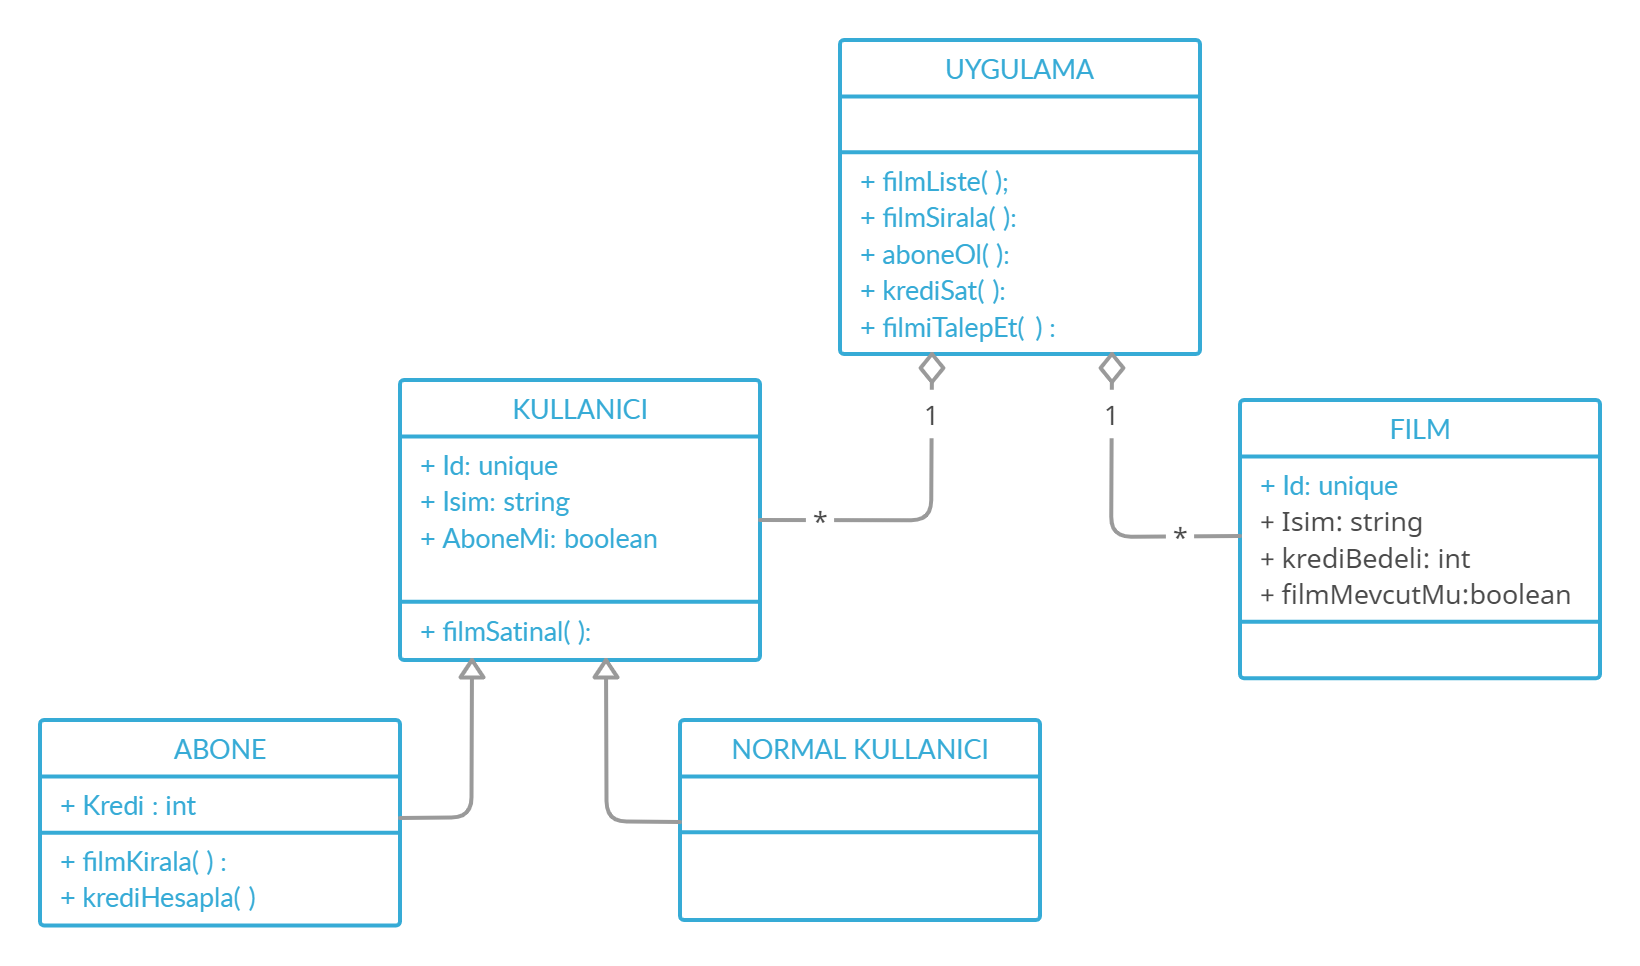 UYGULAMA
+ filmListe( );
+ filmSirala( ):
+ aboneOl( ):
+ krediSat( ):
+ filmiTalepEt( ) :
1
1
*
*
KULLANICI
+ Id: unique
+ Isim: string
+ AboneMi: boolean
+ filmSatinal( ):
FILM
+ Id: unique
+ Isim: string
+ krediBedeli: int
+ filmMevcutMu:boolean
ABONE
+ Kredi : int
+ filmKirala( ) :
+ krediHesapla( )
NORMAL KULLANICI